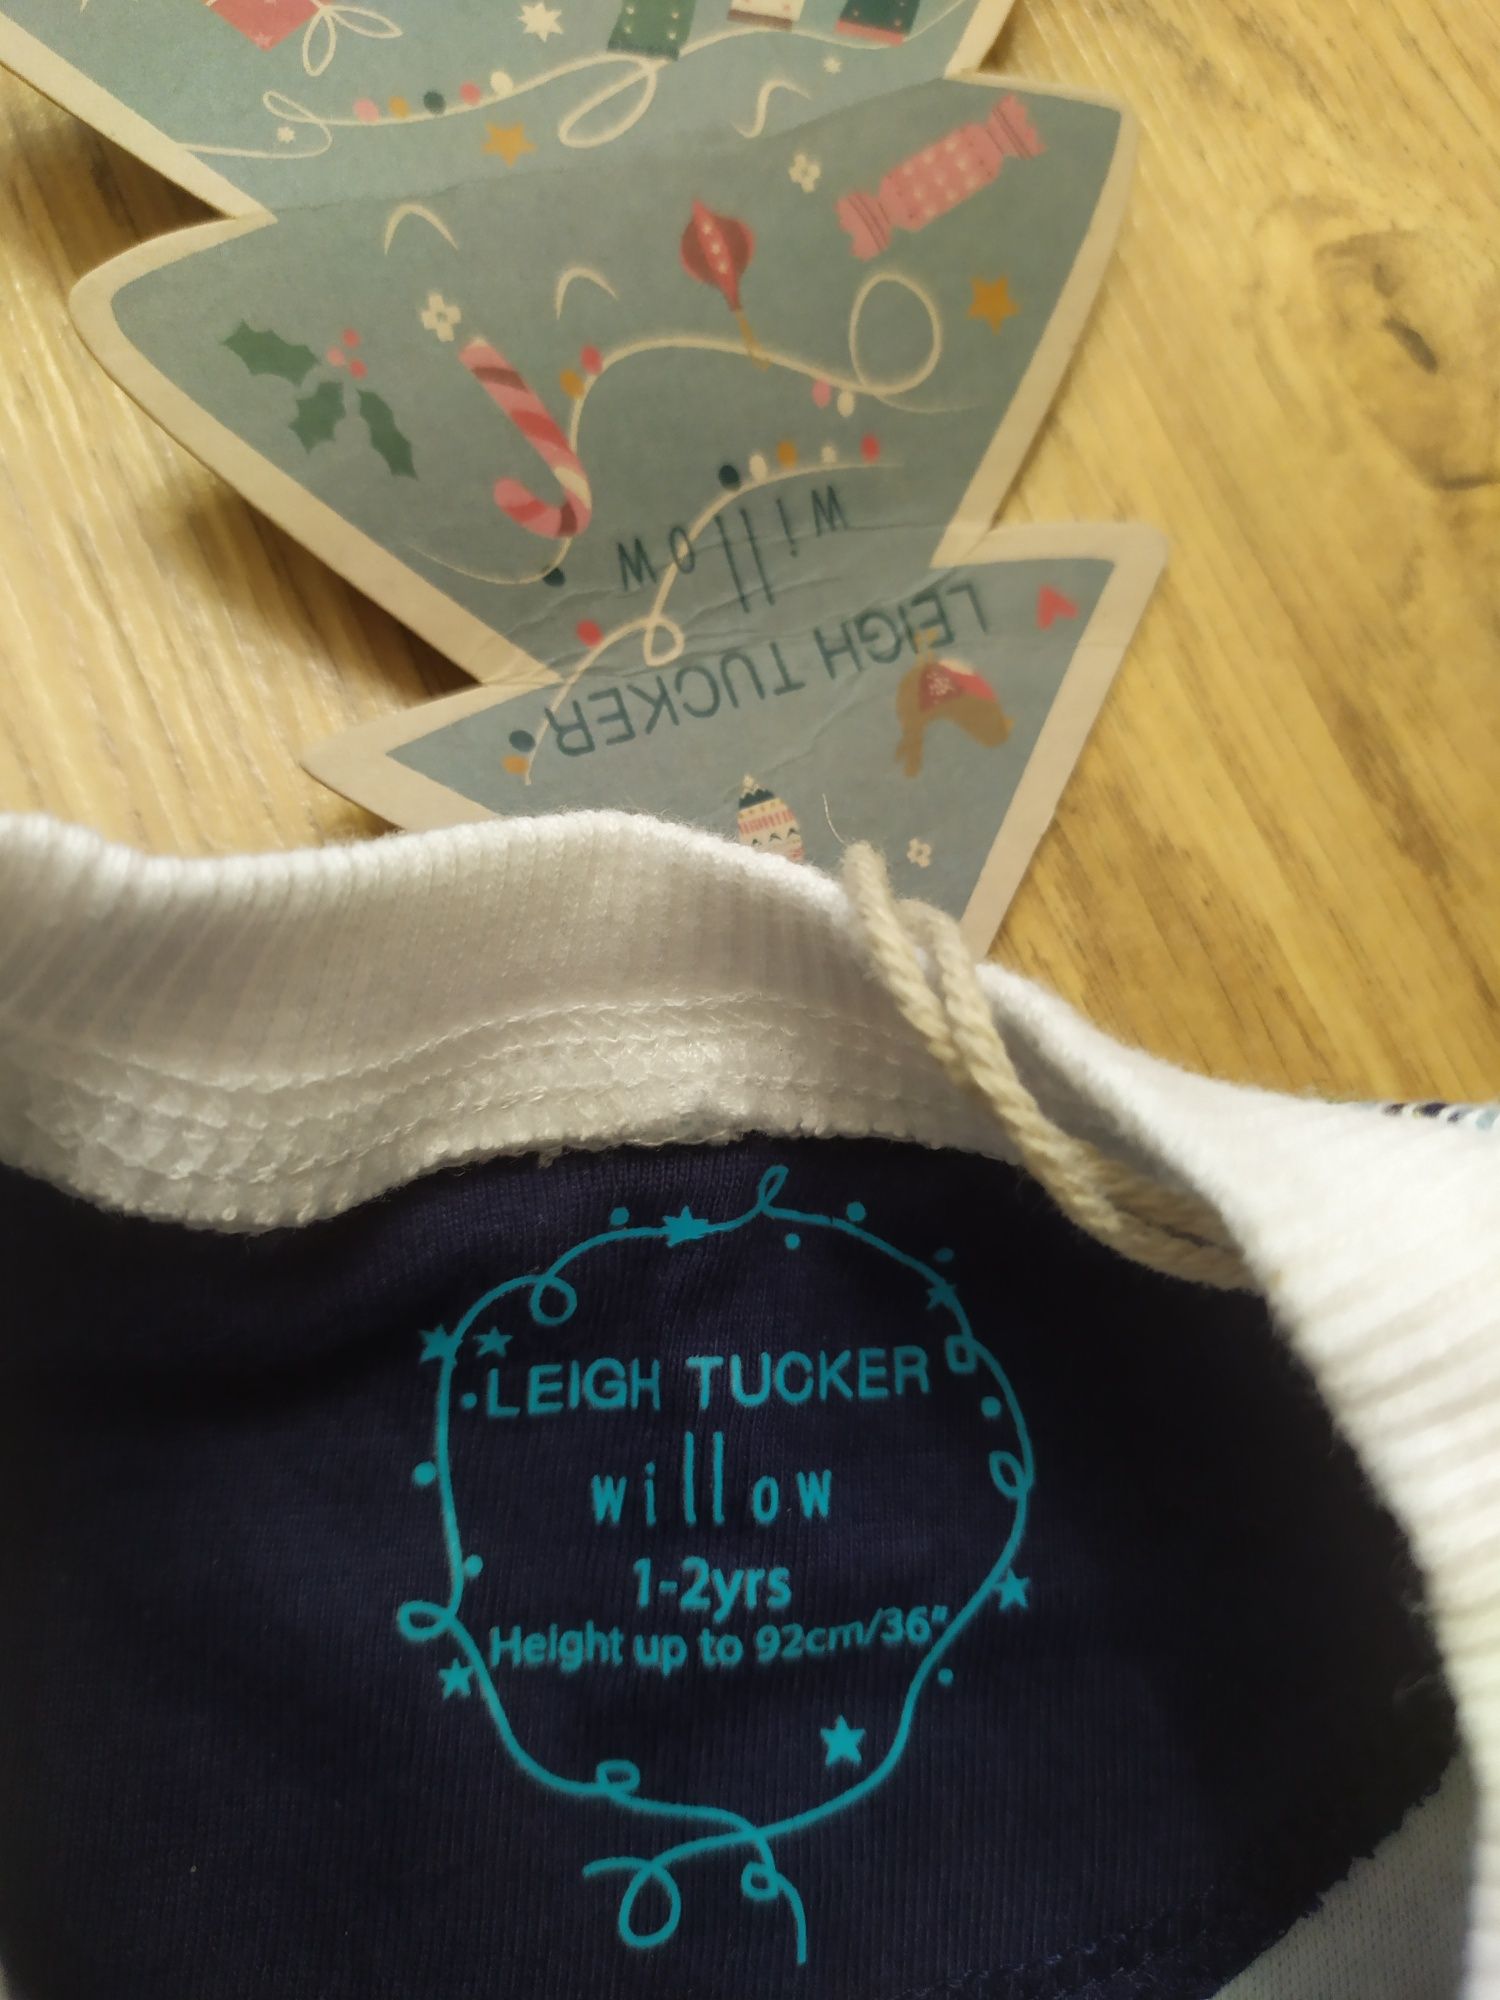 willow
LEIGH TUCKER
LEIGH TUCKER
willow
1-2yrs
Height up to 92cm/36"